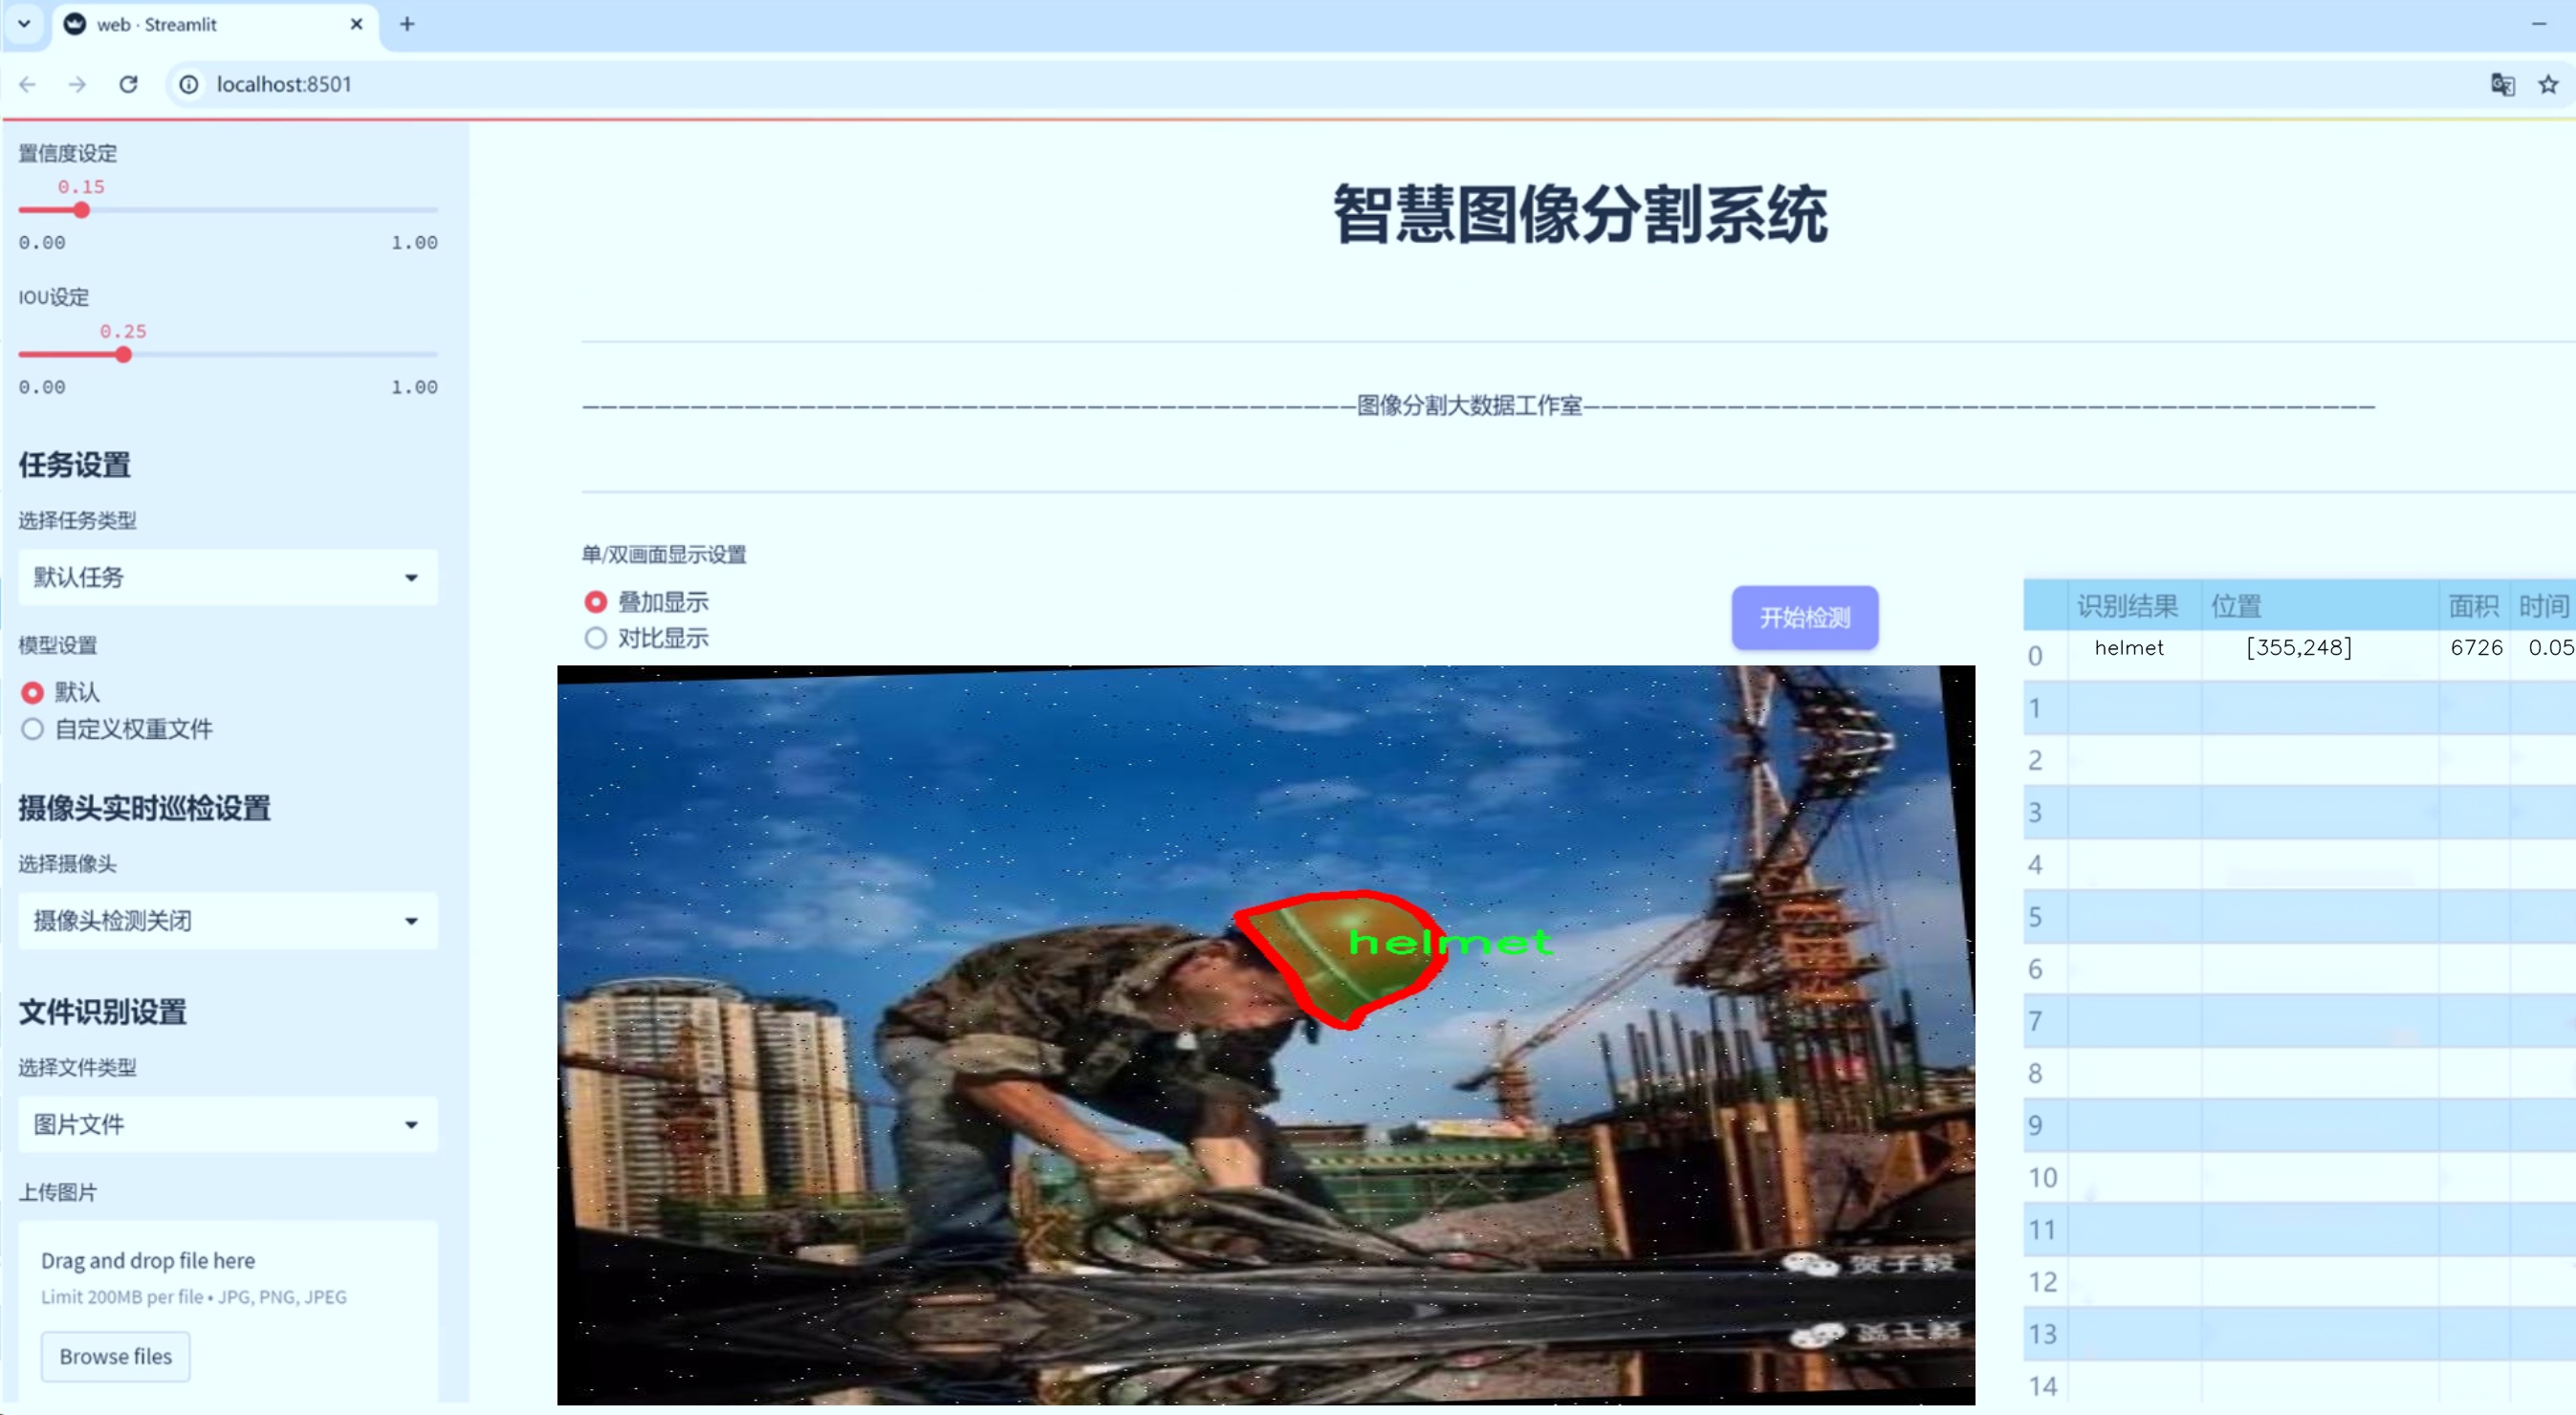 web · Streamlit
localhost:8501
置信度设定
0.15
0.00 1.00
IOU设定
0.25
0.00 1.00
任务设置
选择任务类型
默认任务
模型设置
默认
自定义权重文件
摄像头实时巡检设置
选择摄像头
摄像头检测关闭
文件识别设置
选择文件类型
图片文件
上传图片
Drag and drop file here
Limit 200MB per file • JPG, PNG, JPEG
Browse files
智慧图像分割系统
图像分割大数据工作室
单/双画面显示设置
叠加显示
对比显示
开始检测
helmet
识别结果 位置 面积 时间
0 helmet [355,248] 6726 0.05
1
2
3
4
5
6
7
8
9
10
11
12
13
14